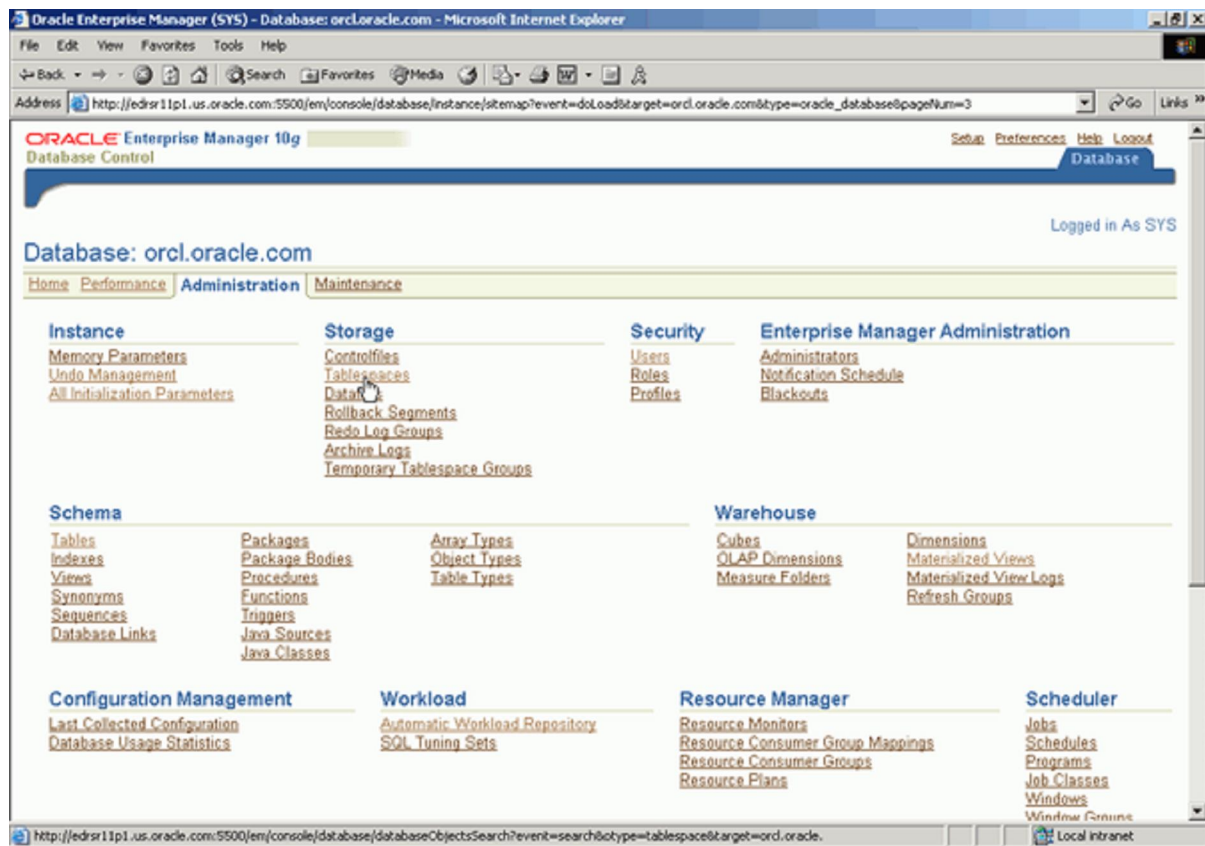 Oracle Enterprise Manager (SYS) - Database: orcl.oracle.com - Microsoft Internet Explorer
File Edit View Favorites Tools Help
Back Search Favorites Media
Address http://edrsr11p1.us.oracle.com:5500/em/console/database/instance/sitemap?event=doLoad&target=orcl.oracle.com&type=oracle_database&pageNum=3 Go Links »
ORACLE Enterprise Manager 10g
Setup Preferences Help Logout
Database Control
Database
Logged in As SYS
Database: orcl.oracle.com
Home Performance Administration Maintenance
Instance
Memory Parameters
Undo Management
All Initialization Parameters
Storage
Controlfiles
Tablespaces
Rollback Segments
Redo Log Groups
Archive Logs
Temporary Tablespace Groups
Security
Users
Roles
Profiles
Enterprise Manager Administration
Administrators
Notification Schedule
Blackouts
Schema
Tables
Indexes
Views
Synonyms
Sequences
Database Links
Packages
Package Bodies
Procedures
Functions
Triggers
Java Sources
Java Classes
Array Types
Object Types
Table Types
Warehouse
Cubes
OLAP Dimensions
Measure Folders
Dimensions
Materialized Views
Materialized View Logs
Refresh Groups
Configuration Management
Last Collected Configuration
Database Usage Statistics
Workload
Automatic Workload Repository
SQL Tuning Sets
Resource Manager
Resource Monitors
Resource Consumer Group Mappings
Resource Consumer Groups
Resource Plans
Scheduler
Jobs
Schedules
Programs
Job Classes
Windows
Window Groups
http://edrsr11p1.us.oracle.com:5500/em/console/database/databaseObjectsSearch?event=search&otype=tablespace&target=orcl.oracle.
Local intranet